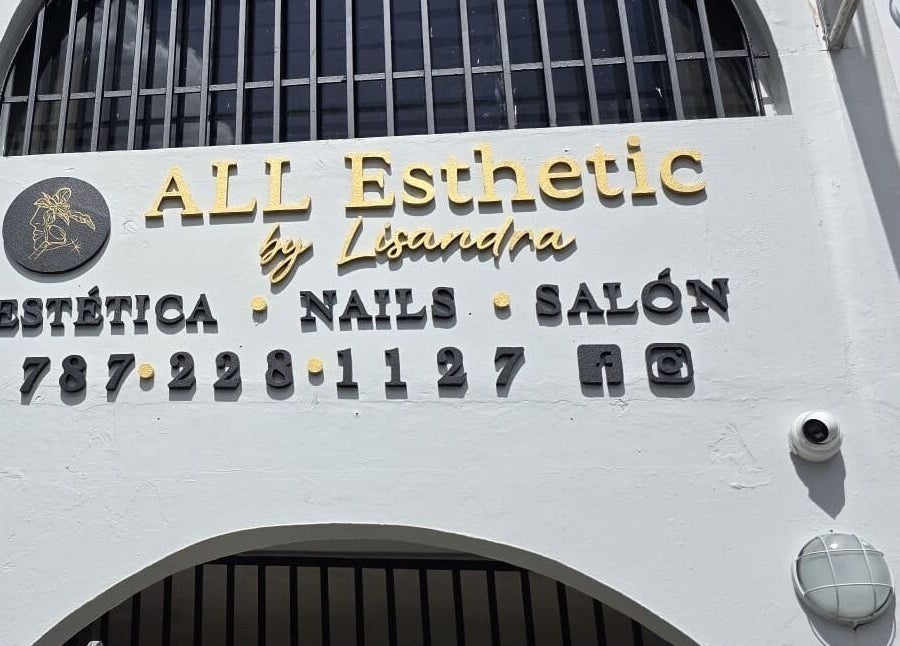 ALL Esthetic
by Lisandra
ESTÉTICA • NAILS • SALÓN
787•228•1127